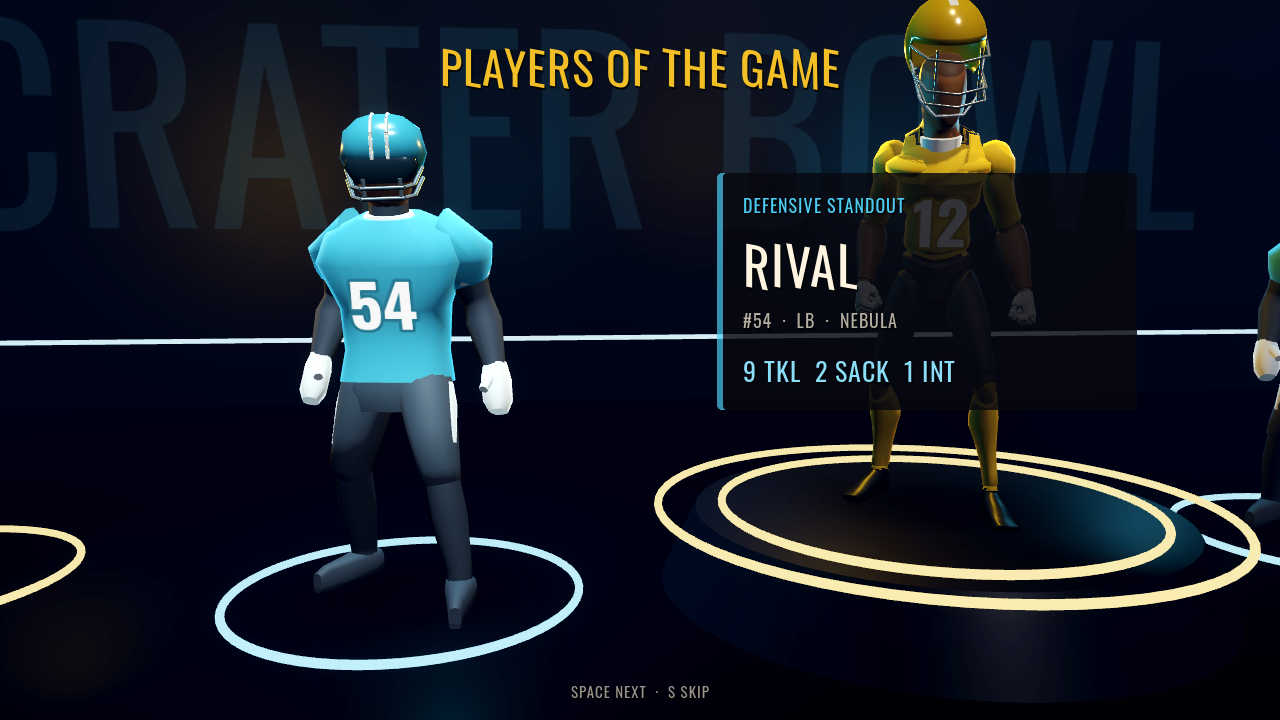 CRATER BOWL
PLAYERS OF THE GAME
54
12
DEFENSIVE STANDOUT
RIVAL
#54 · LB · NEBULA
9 TKL 2 SACK 1 INT
SPACE NEXT · S SKIP